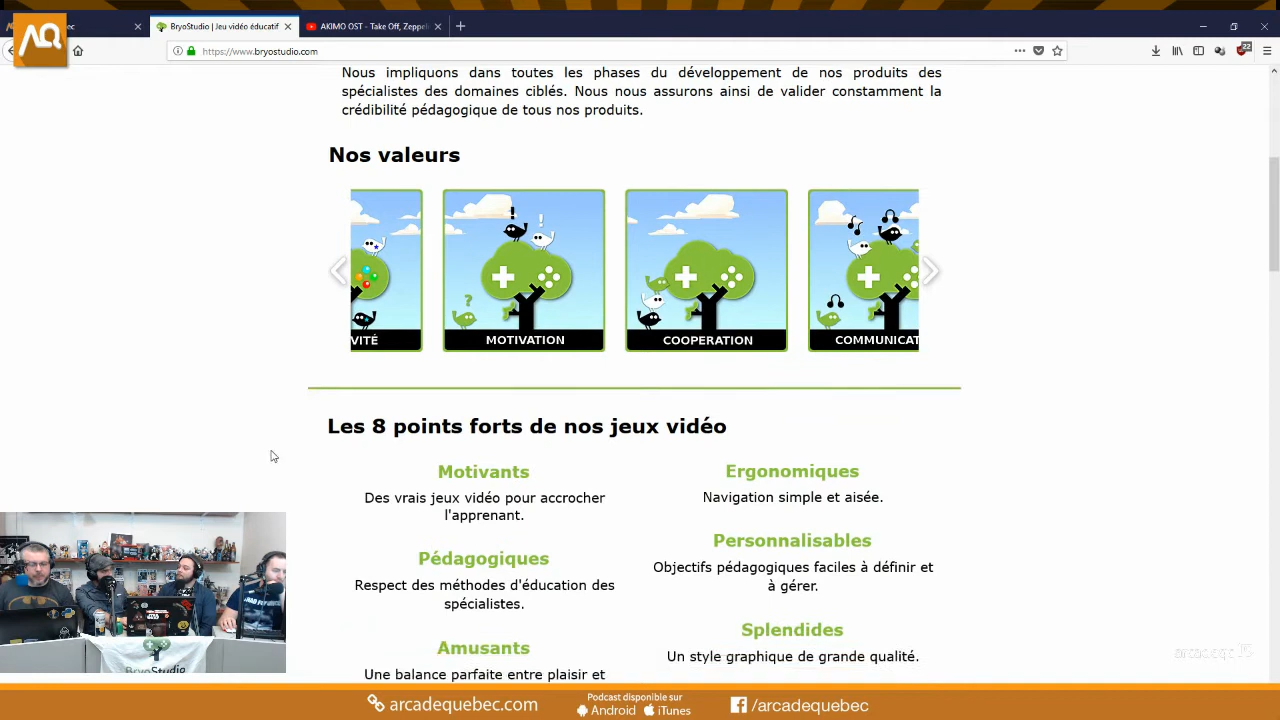 AQ
BryoStudio | Jeu vidéo éducatif
AKIMO OST - Take Off, Zeppel
https://www.bryostudio.com
22
Nous impliquons dans toutes les phases du développement de nos produits des
spécialistes des domaines ciblés. Nous nous assurons ainsi de valider constamment la
crédibilité pédagogique de tous nos produits.
Nos valeurs
VITÉ
MOTIVATION
COOPERATION
COMMUNICAT
Les 8 points forts de nos jeux vidéo
Motivants
Des vrais jeux vidéo pour accrocher
l'apprenant.
Pédagogiques
Respect des méthodes d'éducation des
spécialistes.
Amusants
Une balance parfaite entre plaisir et
Ergonomiques
Navigation simple et aisée.
Personnalisables
Objectifs pédagogiques faciles à définir et
à gérer.
Splendides
Un style graphique de grande qualité.
BryoStudio
arcadequebec.com
Podcast disponible sur
Android iTunes
/arcadequebec